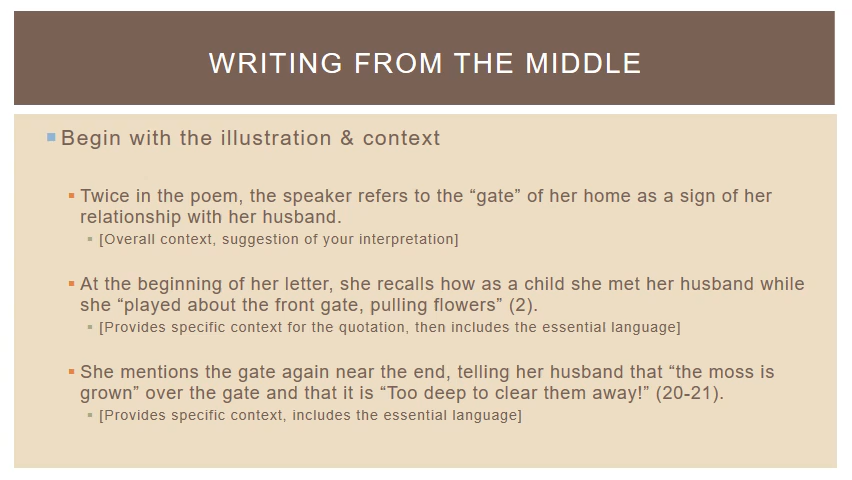 WRITING FROM THE MIDDLE
Begin with the illustration & context
Twice in the poem, the speaker refers to the “gate” of her home as a sign of her
relationship with her husband.
[Overall context, suggestion of your interpretation]
At the beginning of her letter, she recalls how as a child she met her husband while
she “played about the front gate, pulling flowers” (2).
[Provides specific context for the quotation, then includes the essential language]
She mentions the gate again near the end, telling her husband that “the moss is
grown” over the gate and that it is “Too deep to clear them away!” (20-21).
[Provides specific context, includes the essential language]